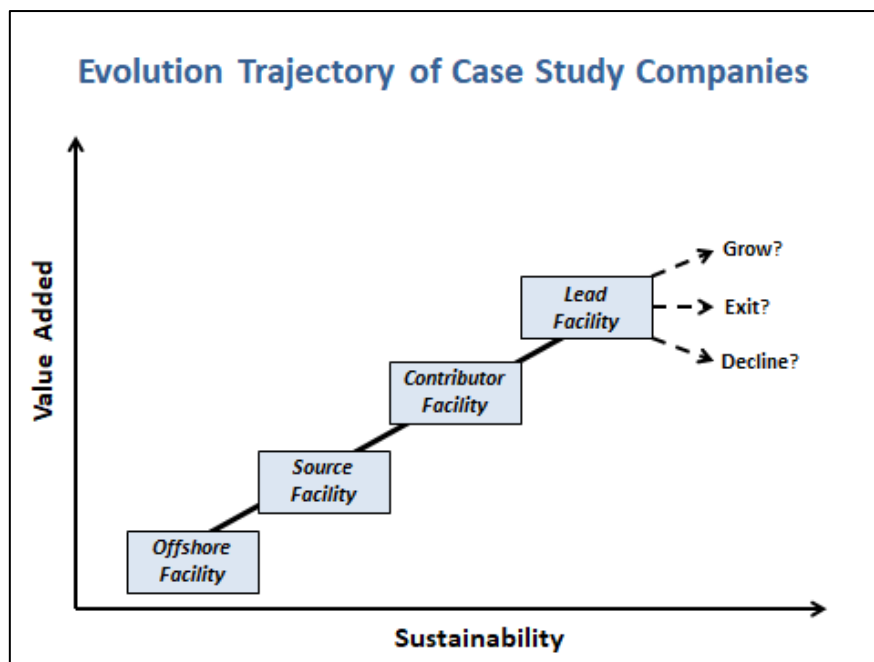 Evolution Trajectory of Case Study Companies
Value Added
Grow?
Lead
Facility
Exit?
Decline?
Contributor
Facility
Source
Facility
Offshore
Facility
Sustainability